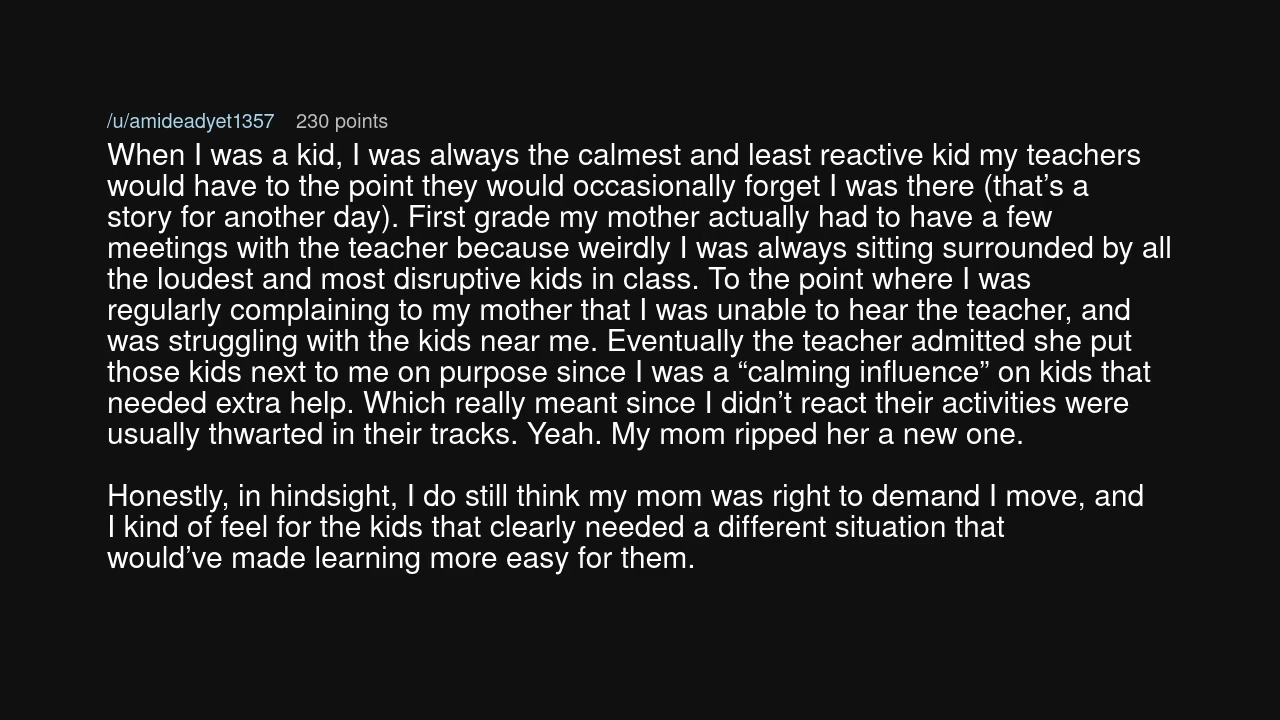 /u/amideadyet1357 230 points
When I was a kid, I was always the calmest and least reactive kid my teachers
would have to the point they would occasionally forget I was there (that’s a
story for another day). First grade my mother actually had to have a few
meetings with the teacher because weirdly I was always sitting surrounded by all
the loudest and most disruptive kids in class. To the point where I was
regularly complaining to my mother that I was unable to hear the teacher, and
was struggling with the kids near me. Eventually the teacher admitted she put
those kids next to me on purpose since I was a “calming influence” on kids that
needed extra help. Which really meant since I didn’t react their activities were
usually thwarted in their tracks. Yeah. My mom ripped her a new one.
Honestly, in hindsight, I do still think my mom was right to demand I move, and
I kind of feel for the kids that clearly needed a different situation that
would’ve made learning more easy for them.